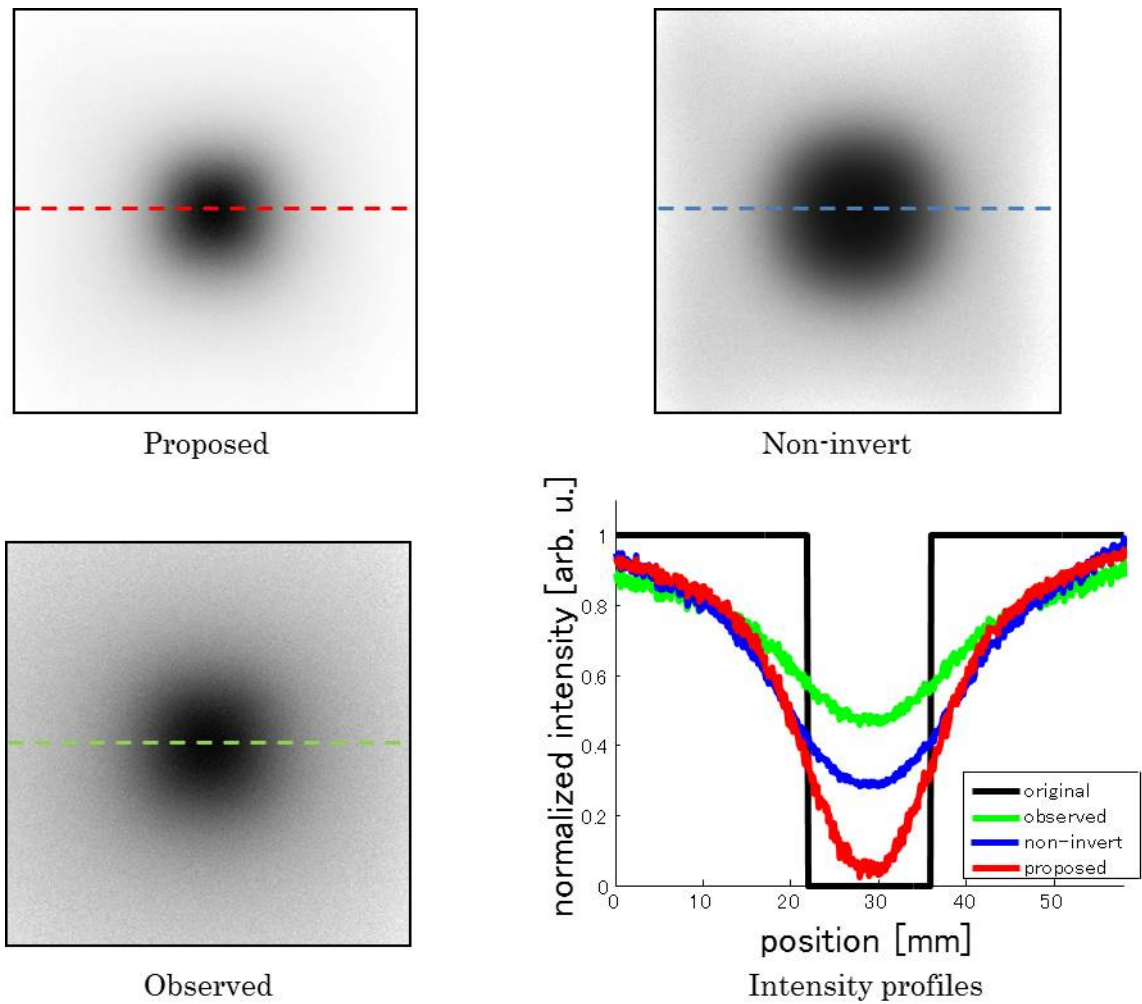 Proposed
Non-invert
Observed
normalized intensity [arb. u.]
1
0.8
0.6
0.4
0.2
0
0 10 20 30 40 50
position [mm]
original
observed
non-invert
proposed
Intensity profiles